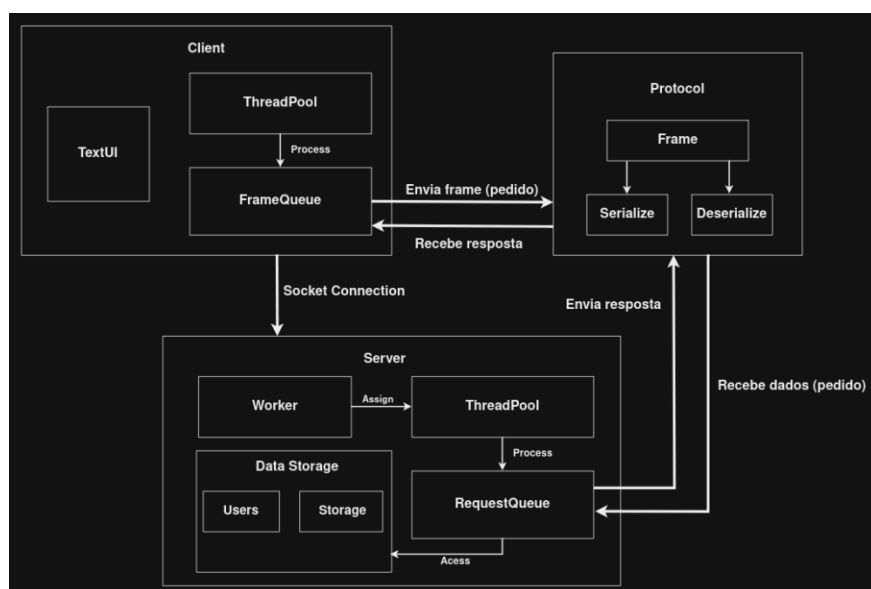 Client
ThreadPool
TextUI
Process
FrameQueue
Protocol
Frame
Serialize
Deserialize
Envia frame (pedido)
Recebe resposta
Socket Connection
Envia resposta
Recebe dados (pedido)
Server
Worker
Assign
ThreadPool
Process
Data Storage
Users
Storage
RequestQueue
Acess